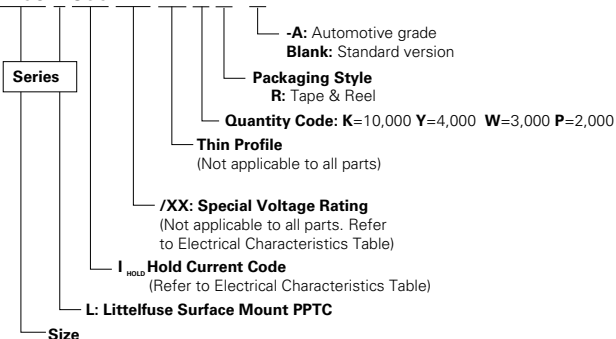 -A: Automotive grade
Blank: Standard version
Series
Packaging Style
R: Tape & Reel
Quantity Code: K=10,000 Y=4,000 W=3,000 P=2,000
Thin Profile
(Not applicable to all parts)
/XX: Special Voltage Rating
(Not applicable to all parts. Refer
to Electrical Characteristics Table)
I HOLD Hold Current Code
(Refer to Electrical Characteristics Table)
L: Littelfuse Surface Mount PPTC
Size